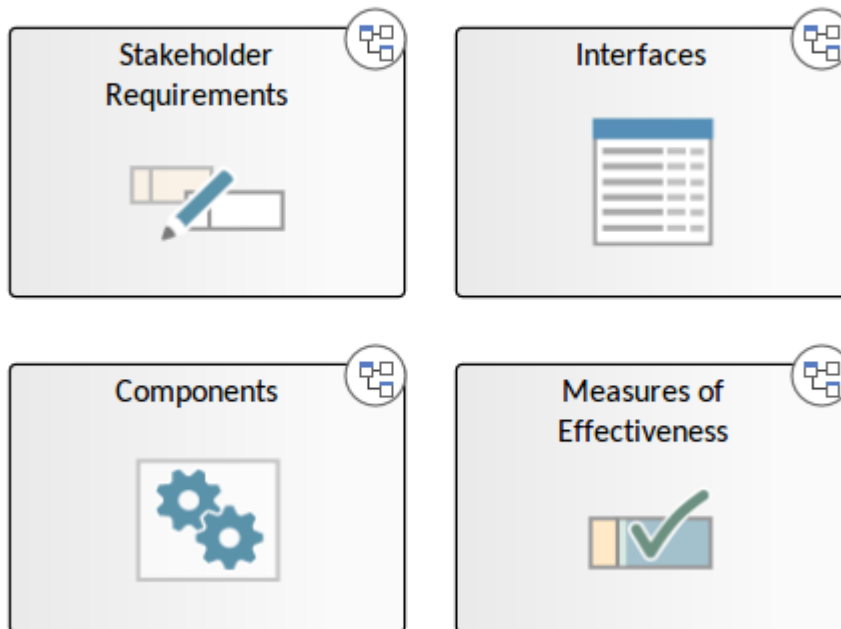 Stakeholder
Requirements
Interfaces
Components
Measures of
Effectiveness